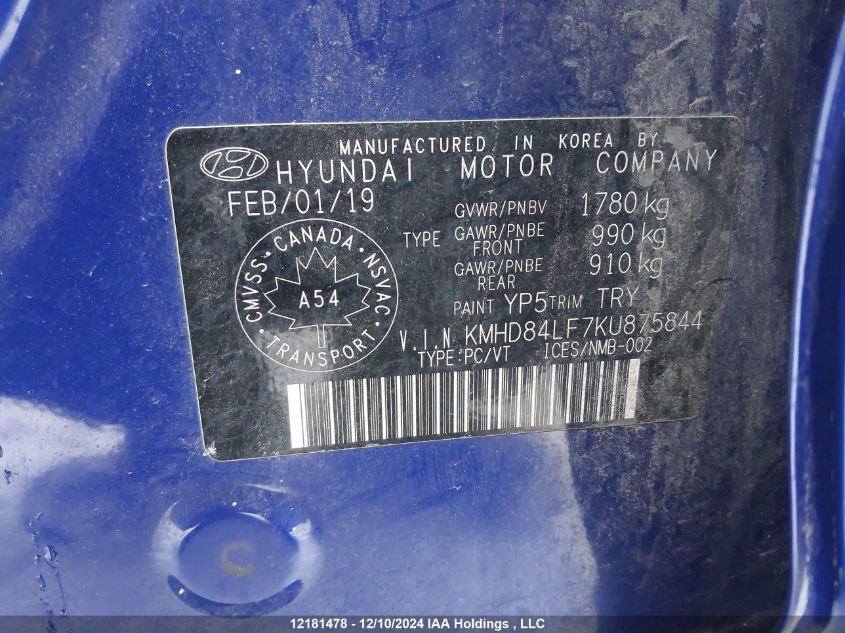 MANUFACTURED IN KOREA BY
HYUNDAI MOTOR COMPANY
FEB/01/19
GVWR/PNBV 1780 kg
TYPE GAWR/PNBE FRONT 990 kg
GAWR/PNBE REAR 910 kg
CANADA
CMVSS
NSVAC
A54
TRANSPORT
PAINT YP5 TRIM TRY
V.I.N KMHD84LF7KU875844
TYPE:PC/VT ICES/NMB-002
C
12181478 - 12/10/2024 IAA Holdings , LLC